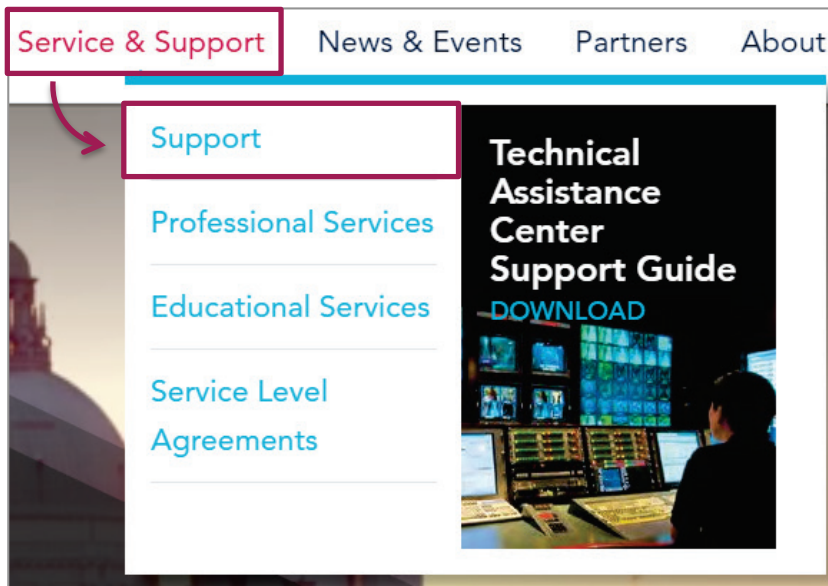 Service & Support News & Events Partners About
Support
Professional Services
Educational Services
Service Level
Agreements
Technical
Assistance
Center
Support Guide
DOWNLOAD